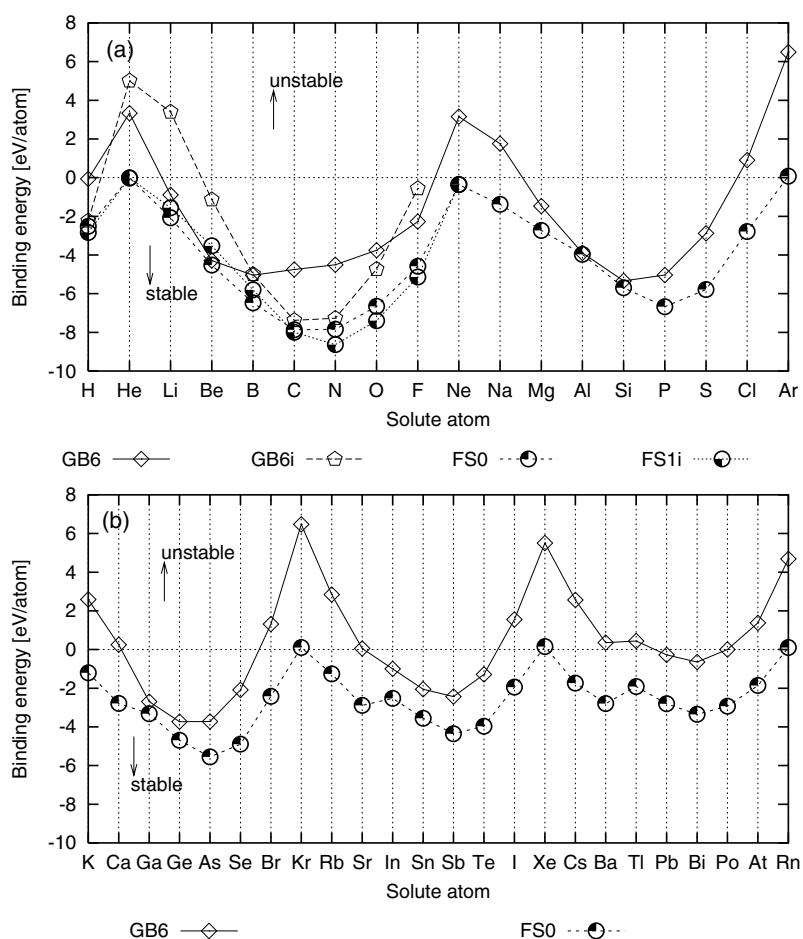 (a)
8
6
4
2
0
-2
-4
-6
-8
-10
Binding energy [eV/atom]
unstable
stable
H He Li Be B C N O F Ne Na Mg Al Si P S Cl Ar
Solute atom
GB6 GB6i FS0 FS1i
(b)
8
6
4
2
0
-2
-4
-6
-8
-10
Binding energy [eV/atom]
unstable
stable
K Ca Ga Ge As Se Br Kr Rb Sr In Sn Sb Te I Xe Cs Ba Tl Pb Bi Po At Rn
Solute atom
GB6 FS0